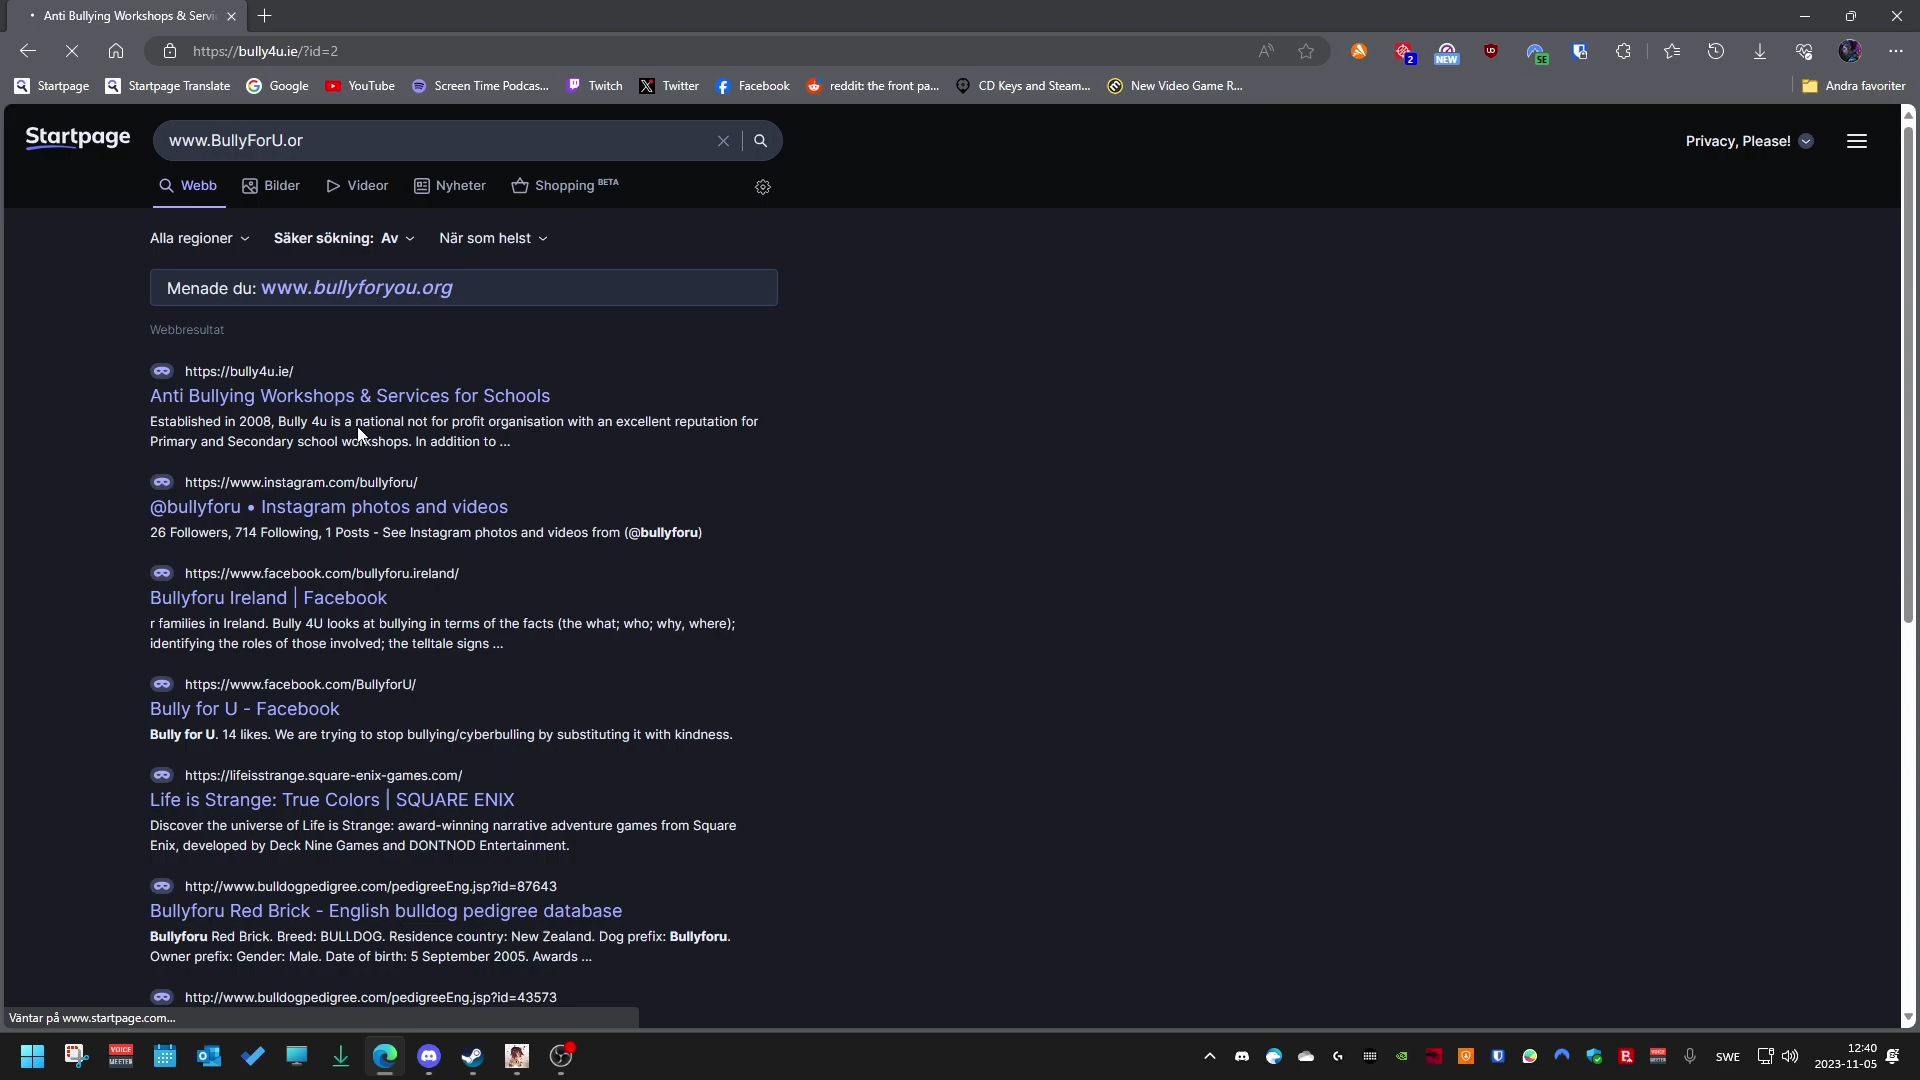 Anti Bullying Workshops & Servi
https://bully4u.ie/?id=2
2
NEW
SE
Startpage
Startpage Translate
Google
YouTube
Screen Time Podcas...
Twitch
Twitter
Facebook
reddit: the front pa...
CD Keys and Steam...
New Video Game R...
Andra favoriter
Startpage
www.BullyForU.or
Privacy, Please!
Webb
Bilder
Videor
Nyheter
Shopping BETA
Alla regioner
Säker sökning: Av
När som helst
Menade du: www.bullyforyou.org
Webbresultat
https://bully4u.ie/
Anti Bullying Workshops & Services for Schools
Established in 2008, Bully 4u is a national not for profit organisation with an excellent reputation for
Primary and Secondary school workshops. In addition to ...
https://www.instagram.com/bullyforu/
@bullyforu • Instagram photos and videos
26 Followers, 714 Following, 1 Posts - See Instagram photos and videos from (@bullyforu)
https://www.facebook.com/bullyforu.ireland/
Bullyforu Ireland | Facebook
r families in Ireland. Bully 4U looks at bullying in terms of the facts (the what; who; why, where);
identifying the roles of those involved; the telltale signs ...
https://www.facebook.com/BullyforU/
Bully for U - Facebook
Bully for U. 14 likes. We are trying to stop bullying/cyberbulling by substituting it with kindness.
https://lifeisstrange.square-enix-games.com/
Life is Strange: True Colors | SQUARE ENIX
Discover the universe of Life is Strange: award-winning narrative adventure games from Square
Enix, developed by Deck Nine Games and DONTNOD Entertainment.
http://www.bulldogpedigree.com/pedigreeEng.jsp?id=87643
Bullyforu Red Brick - English bulldog pedigree database
Bullyforu Red Brick. Breed: BULLDOG. Residence country: New Zealand. Dog prefix: Bullyforu.
Owner prefix: Gender: Male. Date of birth: 5 September 2005. Awards ...
http://www.bulldogpedigree.com/pedigreeEng.jsp?id=43573
Väntar på www.startpage.com...
VOICE
MEETER
SWE
12:40
2023-11-05